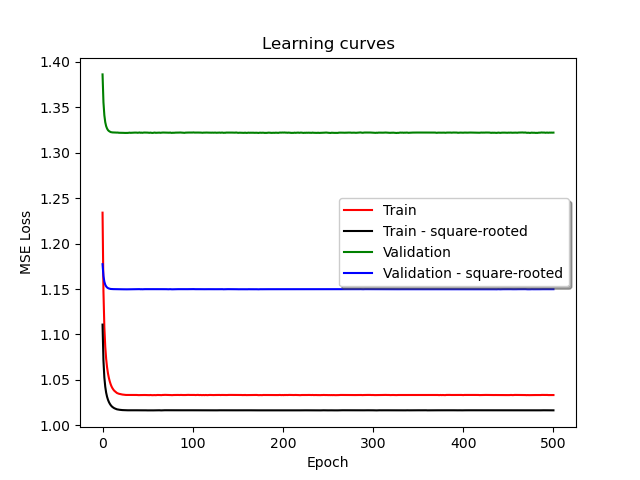 Learning curves
MSE Loss
1.40
1.35
1.30
1.25
1.20
1.15
1.10
1.05
1.00
Train
Train - square-rooted
Validation
Validation - square-rooted
0 100 200 300 400 500
Epoch